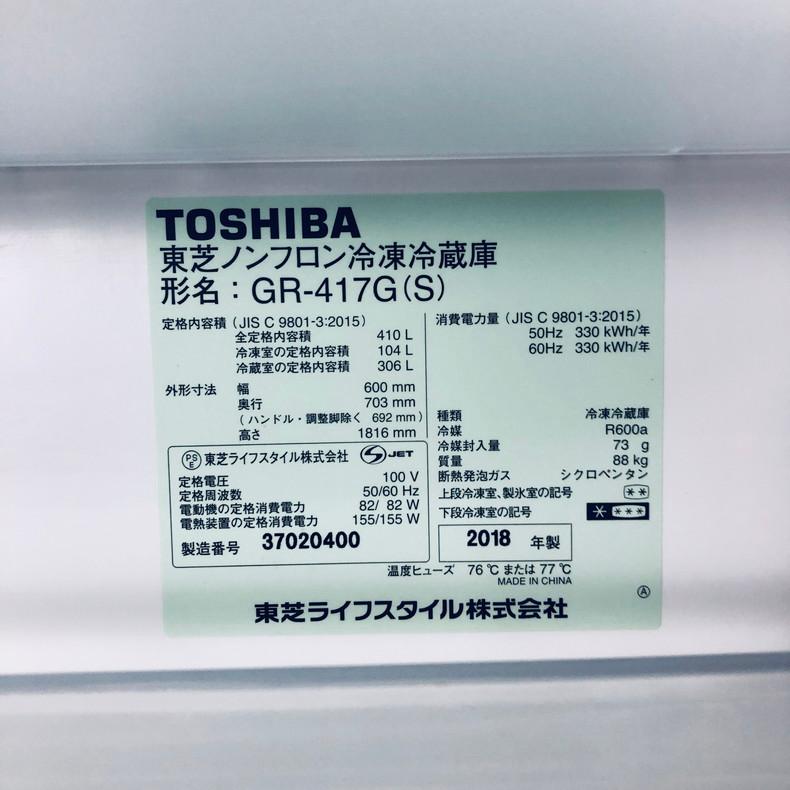 TOSHIBA
東芝ノンフロン冷凍冷蔵庫
形名：GR-417G(S)
定格内容積（JIS C 9801-3:2015）
全定格内容積 410 L
冷凍室の定格内容積 104 L
冷蔵室の定格内容積 306 L
外形寸法 幅 600 mm
奥行 703 mm
（ハンドル・調整脚除く 692 mm）
高さ 1816 mm
PSE 東芝ライフスタイル株式会社 S JET
定格電圧 100 V
定格周波数 50/60 Hz
電動機の定格消費電力 82/ 82 W
電熱装置の定格消費電力 155/155 W
製造番号 37020400
消費電力量（JIS C 9801-3:2015）
50Hz 330 kWh/年
60Hz 330 kWh/年
種類 冷凍冷蔵庫
冷媒 R600a
冷媒封入量 73 g
質量 88 kg
断熱発泡ガス シクロペンタン
上段冷凍室、製氷室の記号 **
下段冷凍室の記号 * ***
2018 年製
温度ヒューズ 76 ℃ または 77 ℃
MADE IN CHINA
Ⓐ
東芝ライフスタイル株式会社